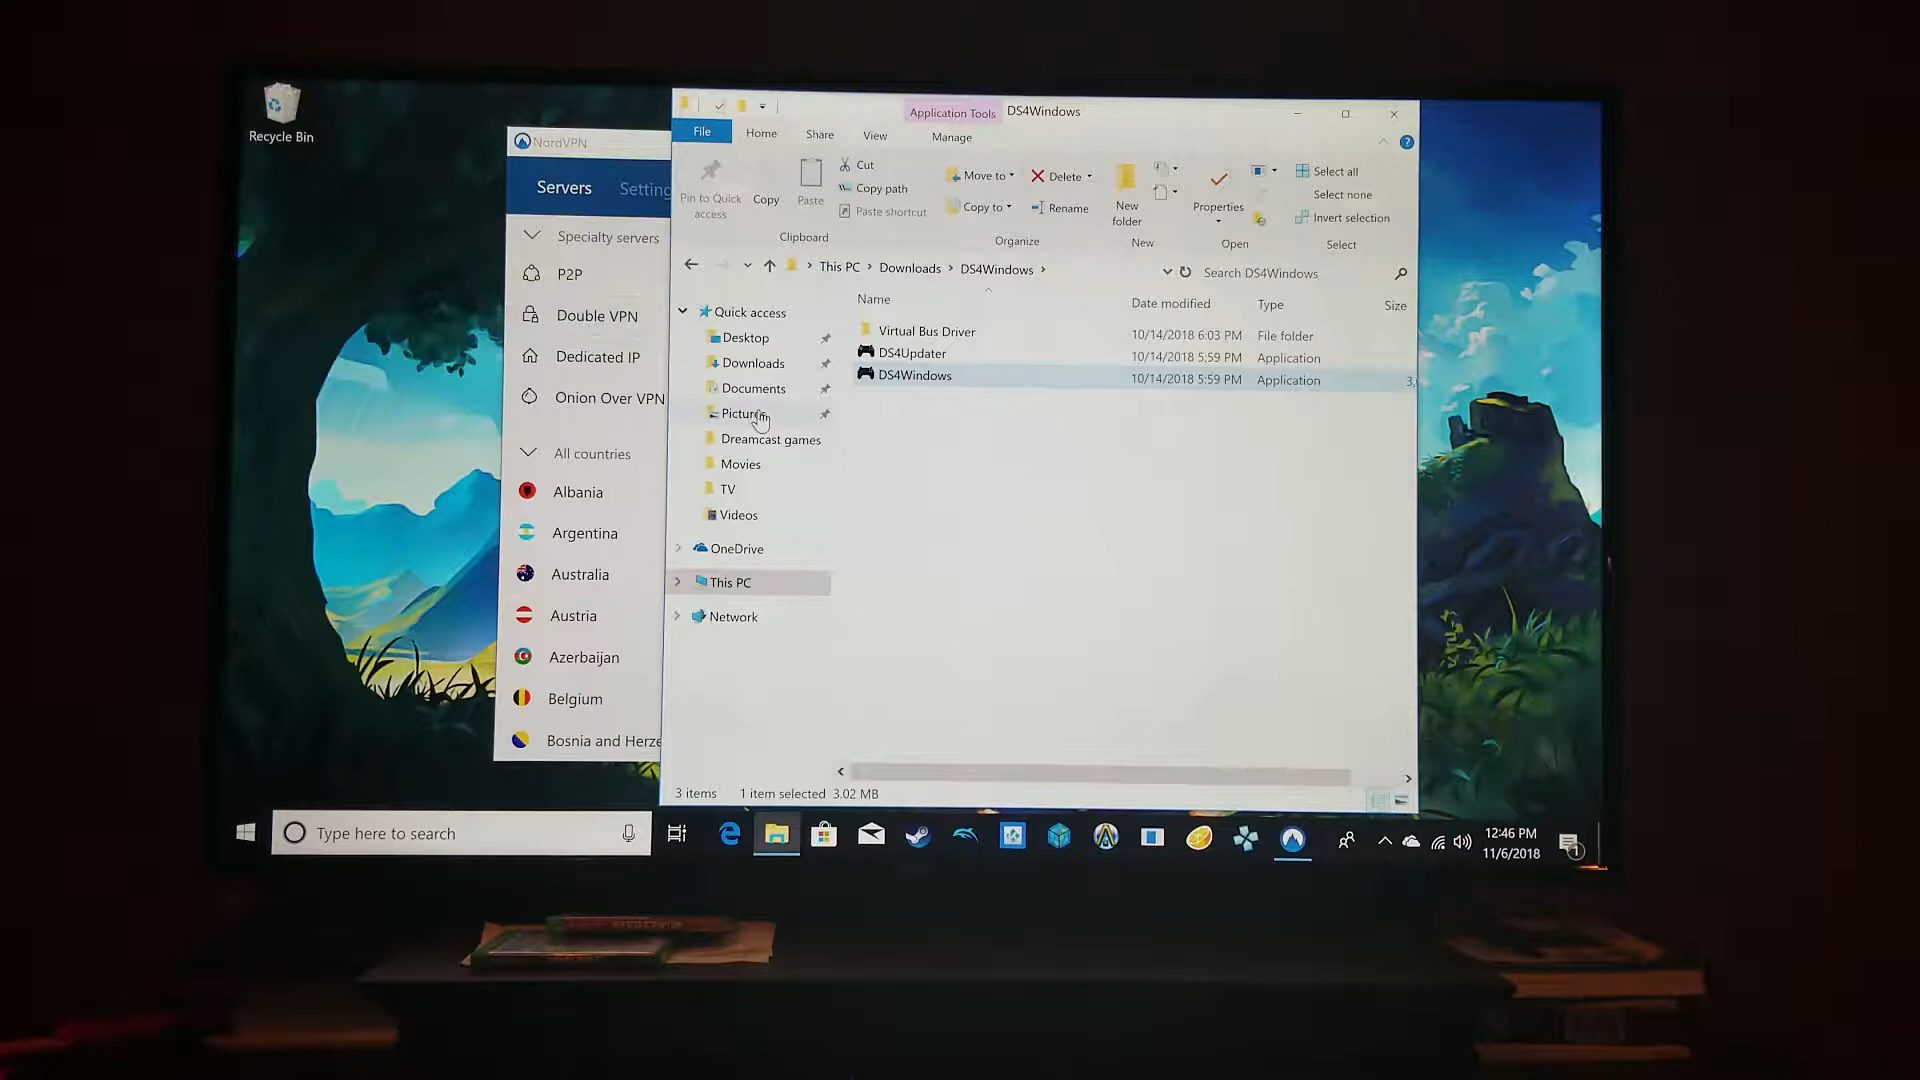 Recycle Bin
NordVPN
Servers
Setting
Specialty servers
P2P
Double VPN
Dedicated IP
Onion Over VPN
All countries
Albania
Argentina
Australia
Austria
Azerbaijan
Belgium
Bosnia and Herze
Application Tools
DS4Windows
File
Home
Share
View
Manage
Pin to Quick
access
Copy
Paste
Cut
Copy path
Paste shortcut
Clipboard
Move to
Copy to
Delete
Rename
Organize
New
folder
New
Properties
Open
Select all
Select none
Invert selection
Select
This PC
Downloads
DS4Windows
Search DS4Windows
Quick access
Desktop
Downloads
Documents
Pictures
Dreamcast games
Movies
TV
Videos
OneDrive
This PC
Network
Name
Date modified
Type
Size
Virtual Bus Driver
10/14/2018 6:03 PM
File folder
DS4Updater
10/14/2018 5:59 PM
Application
DS4Windows
10/14/2018 5:59 PM
Application
3,
3 items
1 item selected 3.02 MB
Type here to search
12:46 PM
11/6/2018
1